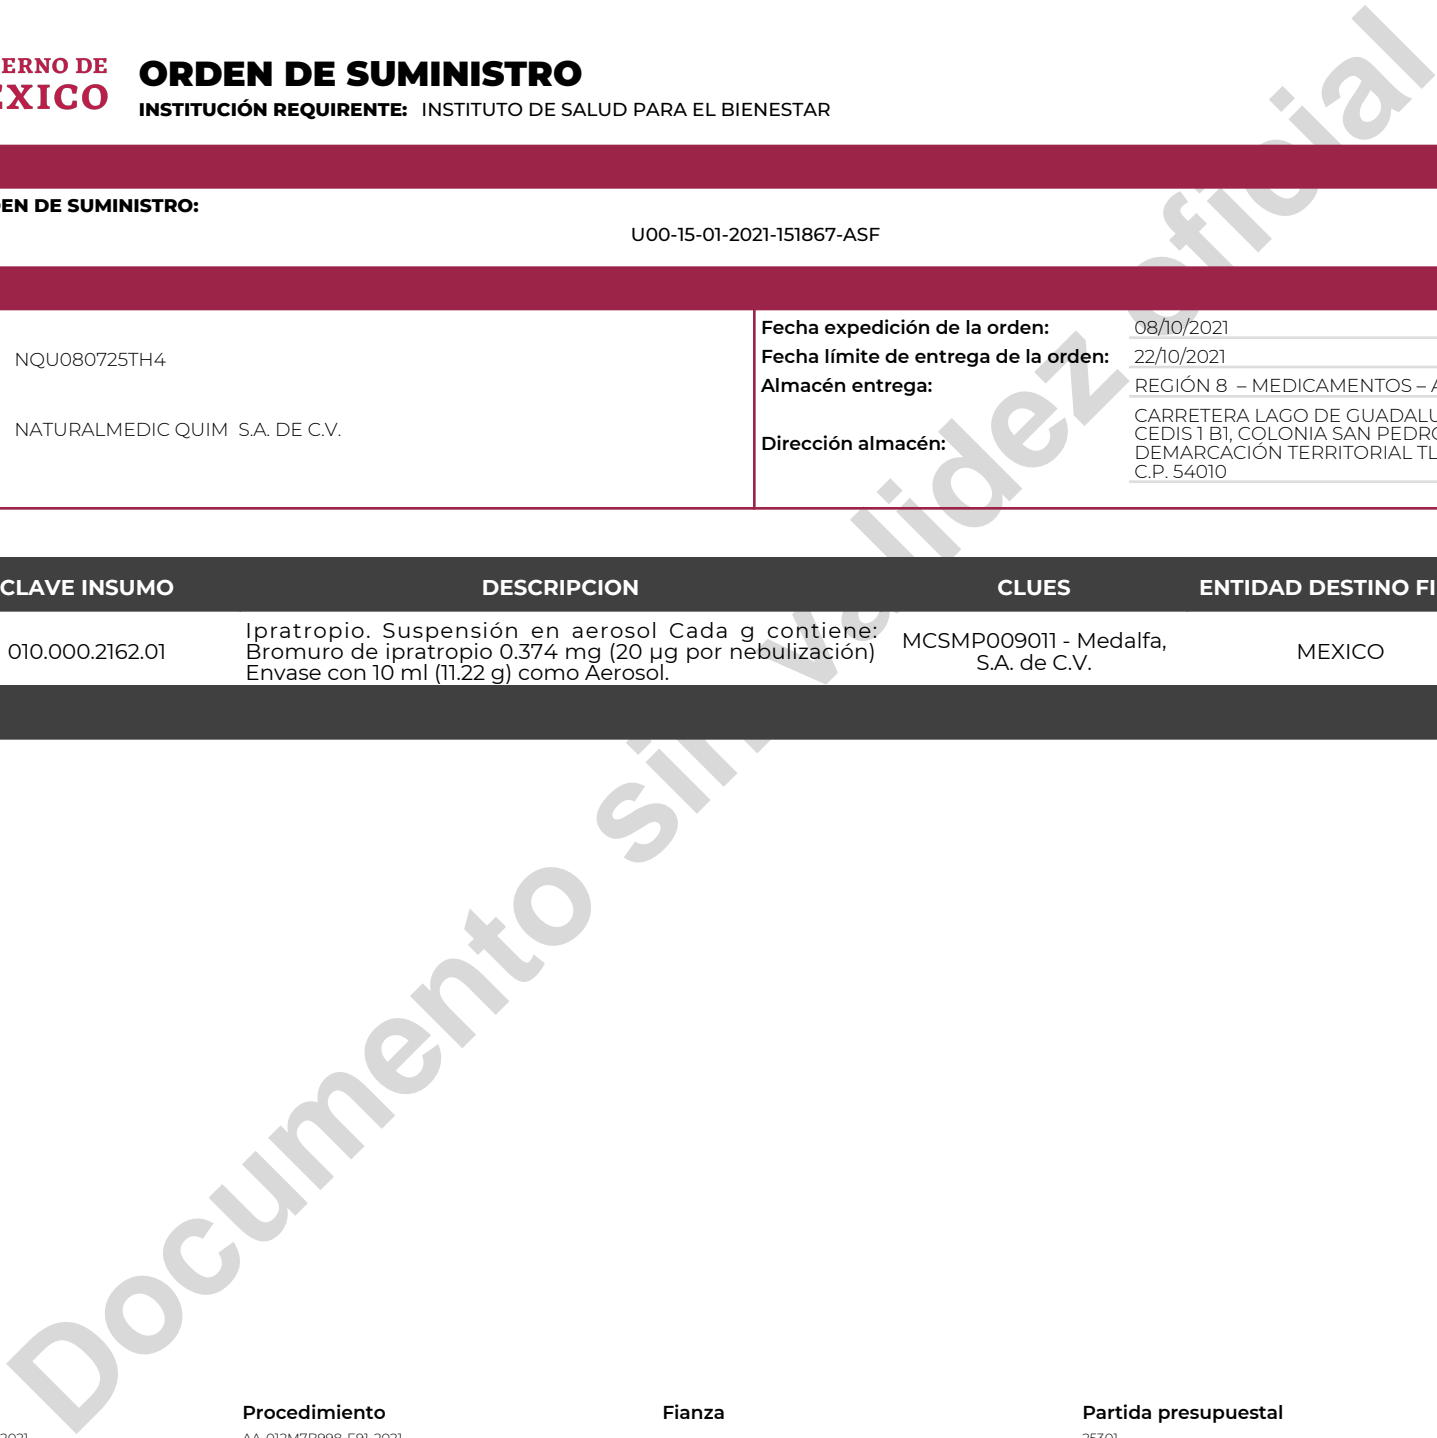 ERNO DE
EXICO
ORDEN DE SUMINISTRO
INSTITUCIÓN REQUIRENTE: INSTITUTO DE SALUD PARA EL BIENESTAR
EN DE SUMINISTRO:
U00-15-01-2021-151867-ASF
NQU080725TH4
NATURALMEDIC QUIM S.A. DE C.V.
Fecha expedición de la orden: 08/10/2021
Fecha límite de entrega de la orden: 22/10/2021
Almacén entrega: REGIÓN 8 – MEDICAMENTOS – A
Dirección almacén:
CARRETERA LAGO DE GUADALU
CEDIS 1 B1, COLONIA SAN PEDRO
DEMARCACIÓN TERRITORIAL TL
C.P. 54010
CLAVE INSUMO DESCRIPCION CLUES ENTIDAD DESTINO FI
010.000.2162.01
Ipratropio. Suspensión en aerosol Cada g contiene:
Bromuro de ipratropio 0.374 mg (20 µg por nebulización)
Envase con 10 ml (11.22 g) como Aerosol.
MCSMP009011 - Medalfa,
S.A. de C.V.
MEXICO
Documento sin validez oficial
Procedimiento Fianza Partida presupuestal